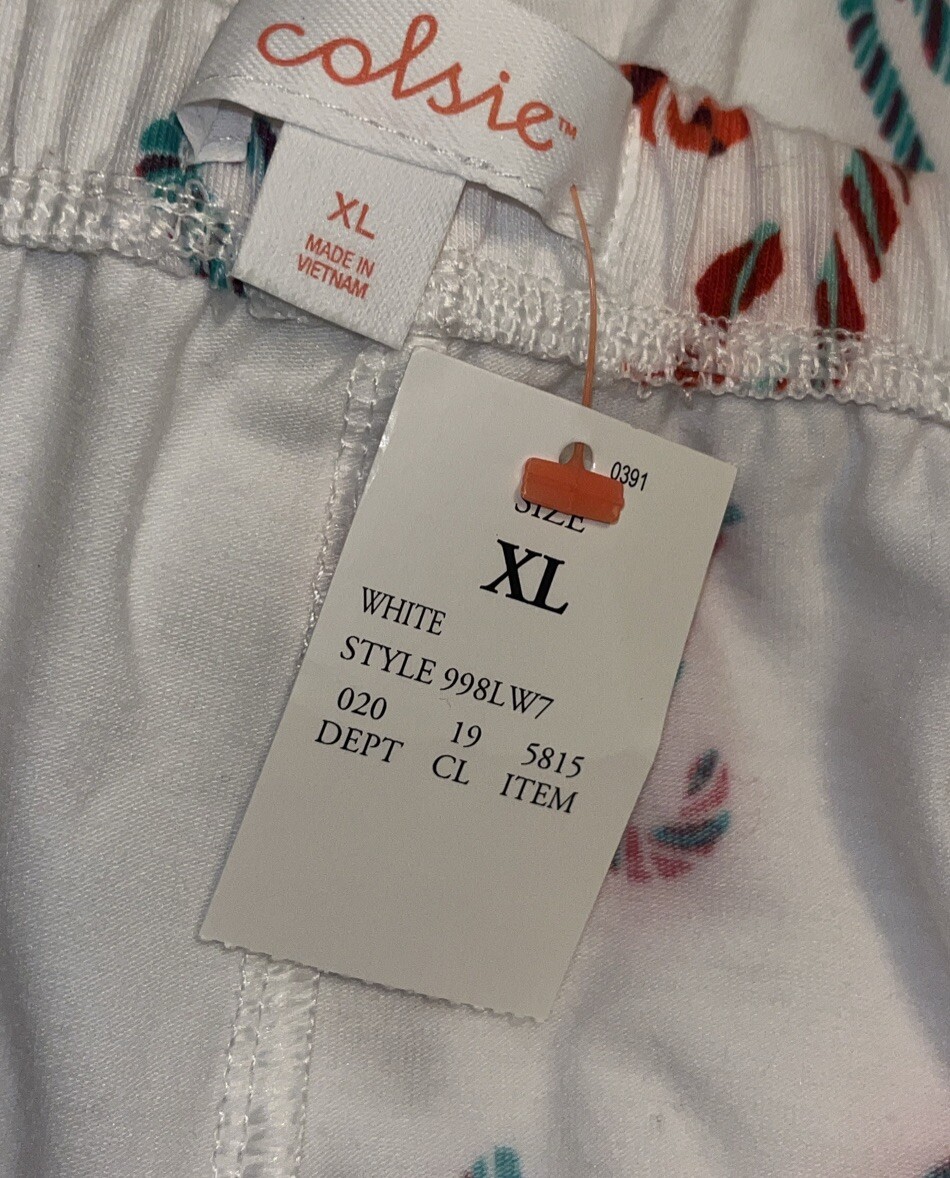 colsie™
XL
MADE IN
VIETNAM
0391
SIZE
XL
WHITE
STYLE 998LW7
020 19 5815
DEPT CL ITEM